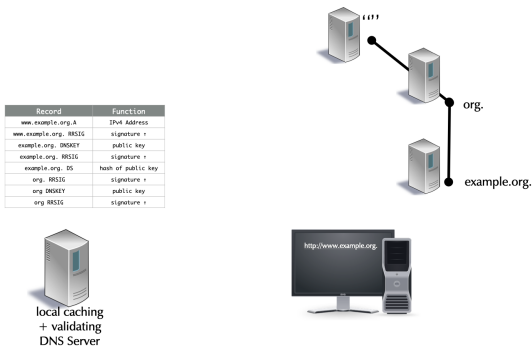 “”
org.
example.org.
Record Function
www.example.org.A IPv4 Address
www.example.org. RRSIG signature ↑
example.org. DNSKEY public key
example.org. RRSIG signature ↑
example.org. DS hash of public key
org. RRSIG signature ↑
org DNSKEY public key
org RRSIG signature ↑
http://www.example.org.
local caching
+ validating
DNS Server